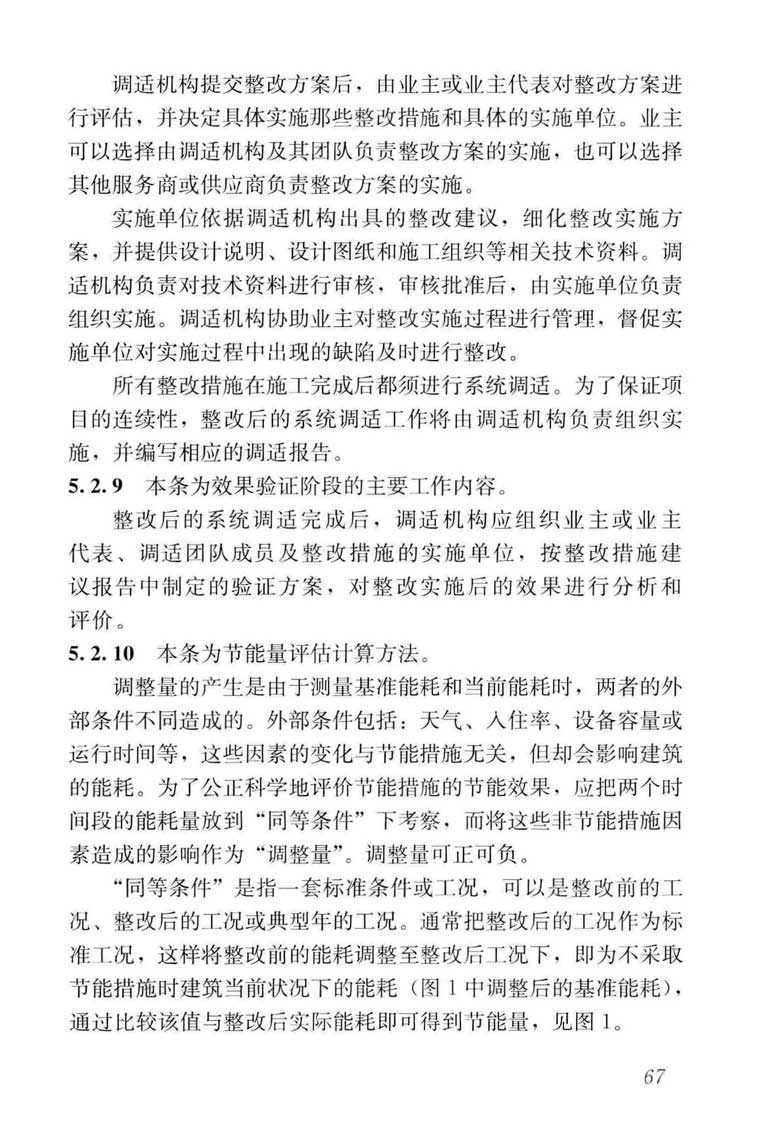 调适机构提交整改方案后，由业主或业主代表对整改方案进
行评估，并决定具体实施那些整改措施和具体的实施单位。业主
可以选择由调适机构及其团队负责整改方案的实施，也可以选择
其他服务商或供应商负责整改方案的实施。
实施单位依据调适机构出具的整改建议，细化整改实施方
案，并提供设计说明、设计图纸和施工组织等相关技术资料。调
适机构负责对技术资料进行审核，审核批准后，由实施单位负责
组织实施。调适机构协助业主对整改实施过程进行管理，督促实
施单位对实施过程中出现的缺陷及时进行整改。
所有整改措施在施工完成后都须进行系统调适。为了保证项
目的连续性，整改后的系统调适工作将由调适机构负责组织实
施，并编写相应的调适报告。
5.2.9 本条为效果验证阶段的主要工作内容。
整改后的系统调适完成后，调适机构应组织业主或业主
代表、调适团队成员及整改措施的实施单位，按整改措施建
议报告中制定的验证方案，对整改实施后的效果进行分析和
评价。
5.2.10 本条为节能量评估计算方法。
调整量的产生是由于测量基准能耗和当前能耗时，两者的外
部条件不同造成的。外部条件包括：天气、入住率、设备容量或
运行时间等，这些因素的变化与节能措施无关，但却会影响建筑
的能耗。为了公正科学地评价节能措施的节能效果，应把两个时
间段的能耗量放到“同等条件”下考察，而将这些非节能措施因
素造成的影响作为“调整量”。调整量可正可负。
“同等条件”是指一套标准条件或工况，可以是整改前的工
况、整改后的工况或典型年的工况。通常把整改后的工况作为标
准工况，这样将整改前的能耗调整至整改后工况下，即为不采取
节能措施时建筑当前状况下的能耗（图1中调整后的基准能耗），
通过比较该值与整改后实际能耗即可得到节能量，见图1。
67